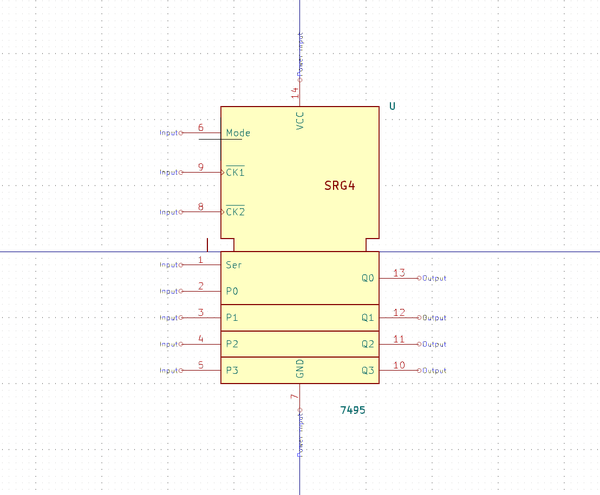 Power Input
14
U
VCC
Input 6 Mode
Input 9 CK1
SRG4
Input 8 CK2
Input 1 Ser
Q0 13 Output
Input 2 P0
Input 3 P1 Q1 12 Output
Input 4 P2 Q2 11 Output
Input 5 P3 GND Q3 10 Output
7
7495
Power Input